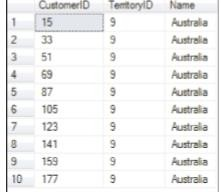 CustomerID TerritoryID Name
1 15 9 Australia
2 33 9 Australia
3 51 9 Australia
4 69 9 Australia
5 87 9 Australia
6 105 9 Australia
7 123 9 Australia
8 141 9 Australia
9 159 9 Australia
10 177 9 Australia